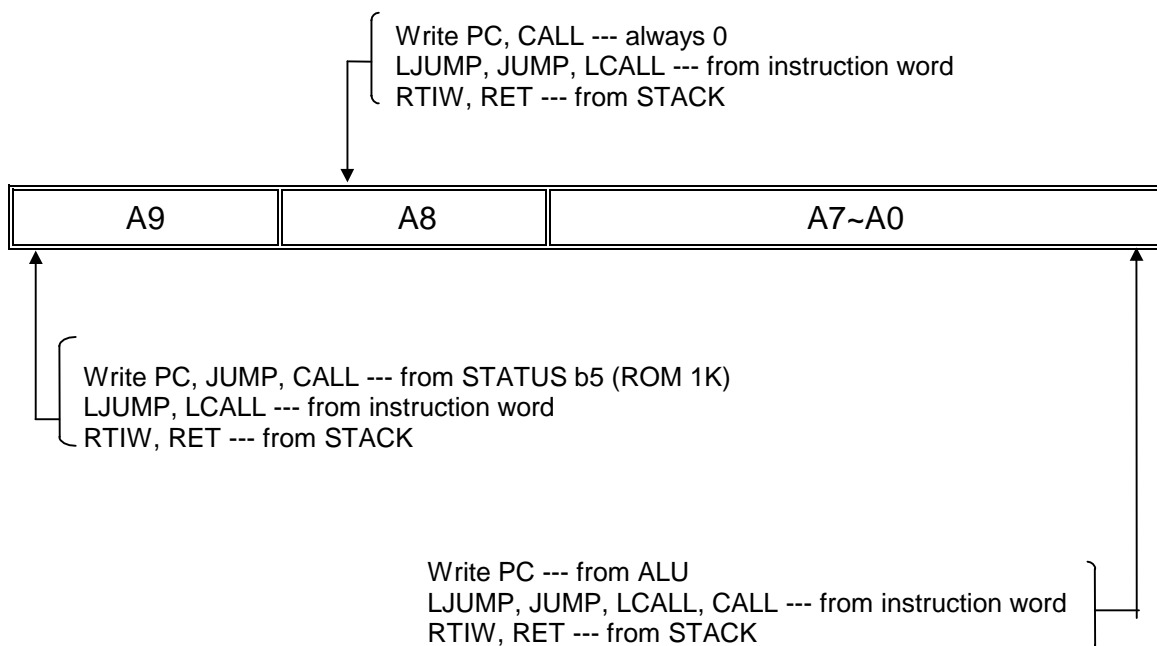 Write PC, CALL --- always 0
LJUMP, JUMP, LCALL --- from instruction word
RTIW, RET --- from STACK
A9 A8 A7~A0
Write PC, JUMP, CALL --- from STATUS b5 (ROM 1K)
LJUMP, LCALL --- from instruction word
RTIW, RET --- from STACK
Write PC --- from ALU
LJUMP, JUMP, LCALL, CALL --- from instruction word
RTIW, RET --- from STACK